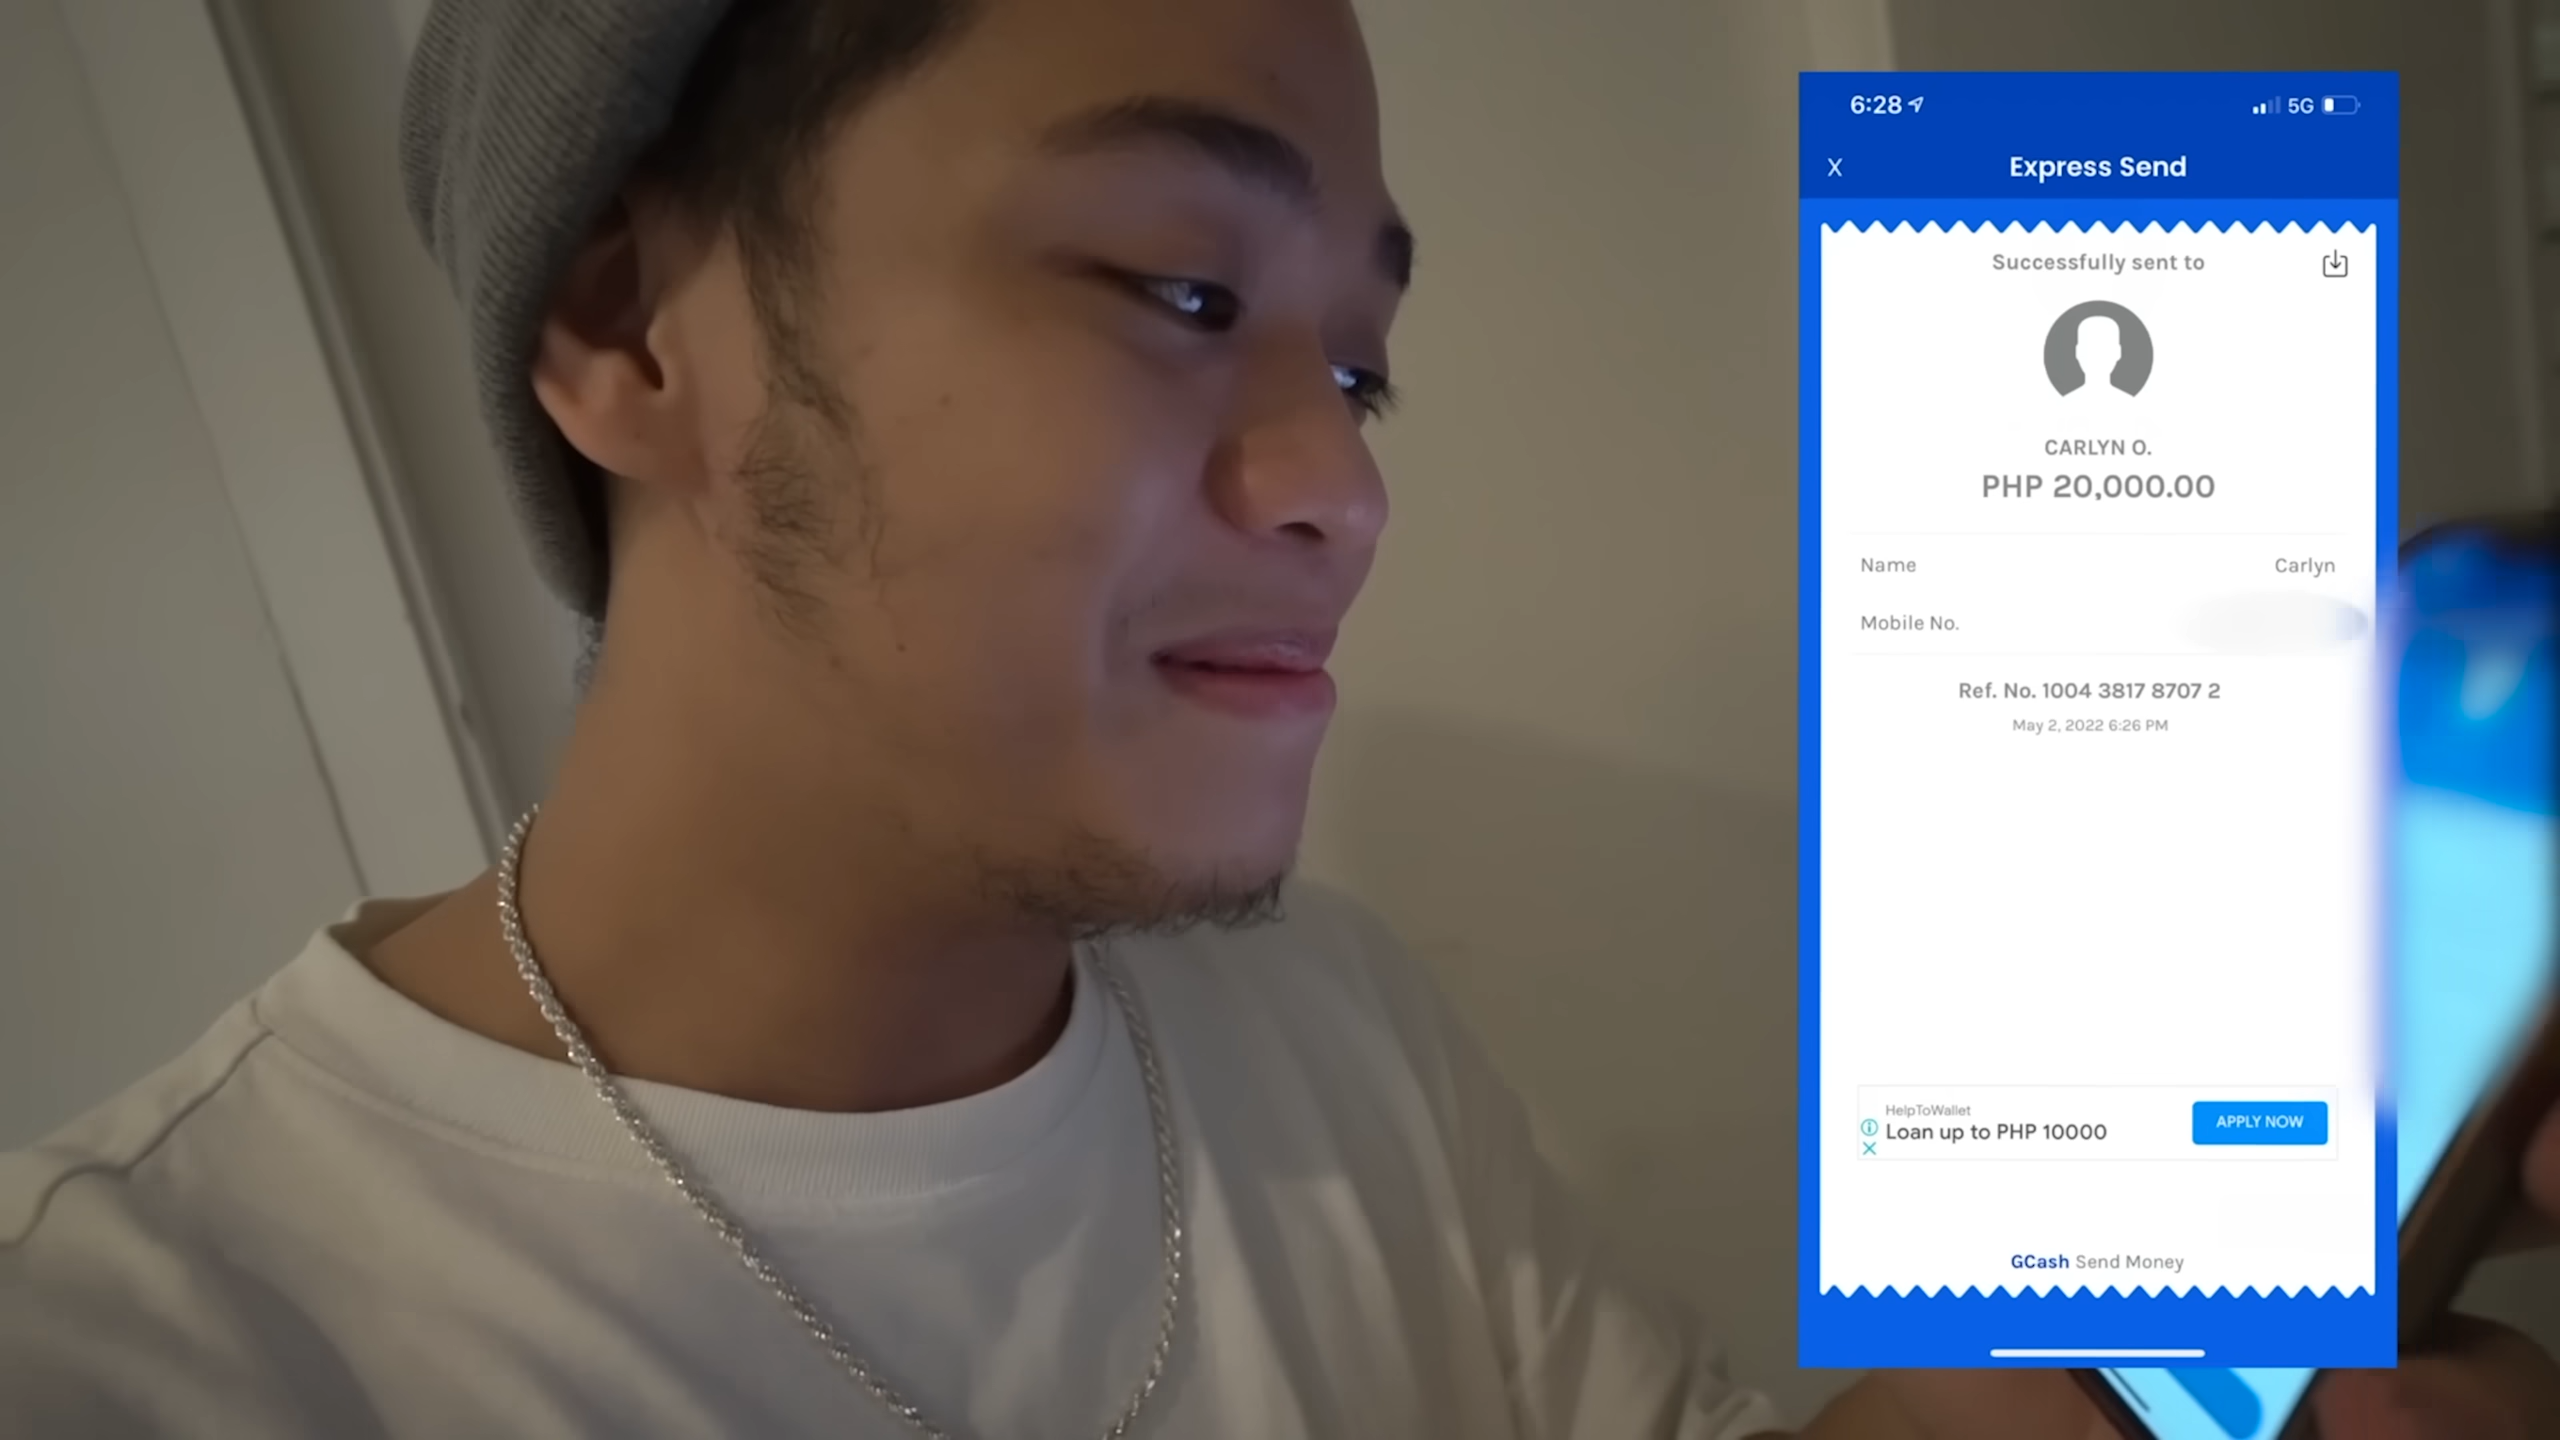 6:28
5G
X
Express Send
Successfully sent to
CARLYN O.
PHP 20,000.00
Name Carlyn
Mobile No.
Ref. No. 1004 3817 8707 2
May 2, 2022 6:26 PM
HelpToWallet
Loan up to PHP 10000
APPLY NOW
GCash Send Money